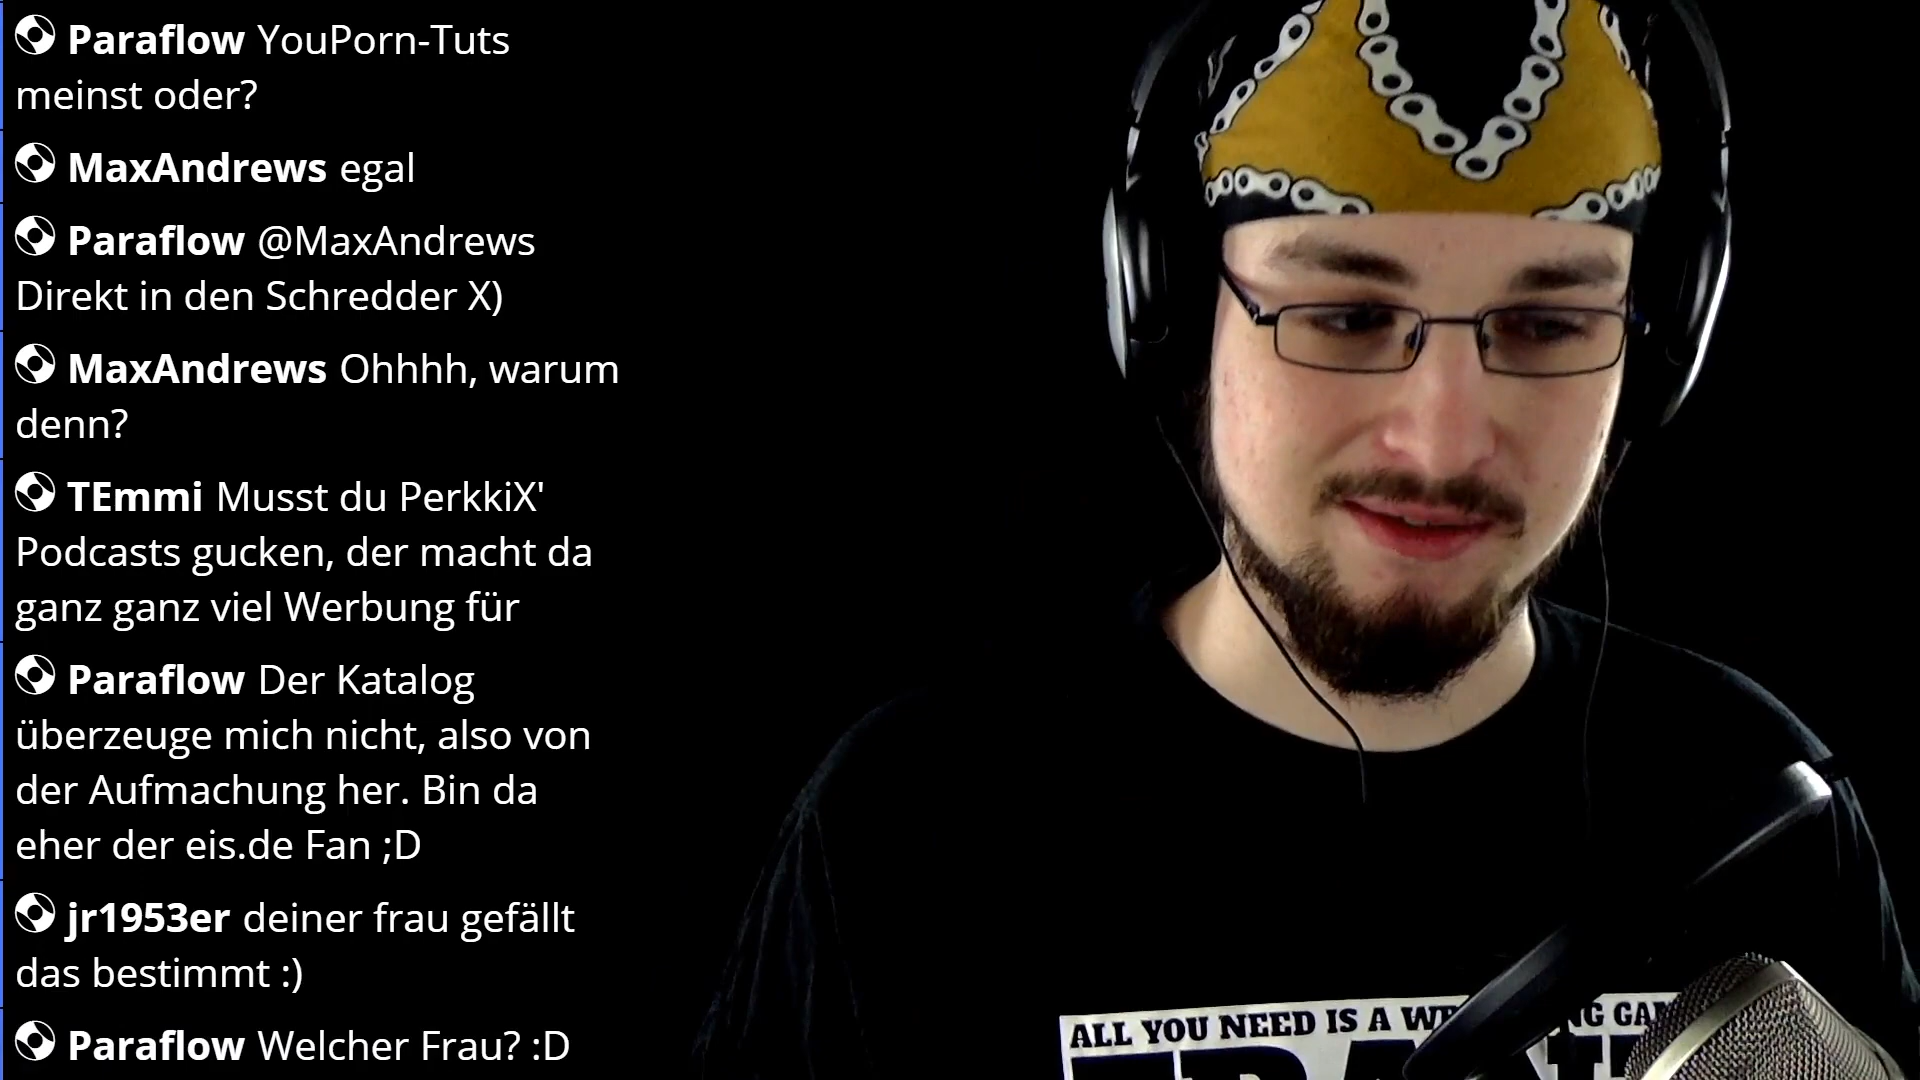 Paraflow YouPorn-Tuts
meinst oder?
MaxAndrews egal
Paraflow @MaxAndrews
Direkt in den Schredder X)
MaxAndrews Ohhhh, warum
denn?
TEmmi Musst du PerkkiX'
Podcasts gucken, der macht da
ganz ganz viel Werbung für
Paraflow Der Katalog
überzeuge mich nicht, also von
der Aufmachung her. Bin da
eher der eis.de Fan ;D
jr1953er deiner frau gefällt
das bestimmt :)
Paraflow Welcher Frau? :D
ALL YOU NEED IS A